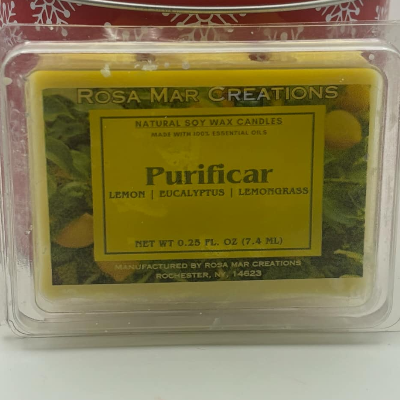 ROSA MAR CREATIONS
NATURAL SOY WAX CANDLES
MADE WITH 100% ESSENTIAL OILS
Purificar
LEMON | EUCALYPTUS | LEMONGRASS
NET WT 0.25 FL. OZ (7.4 ML)
MANUFACTURED BY ROSA MAR CREATIONS
ROCHESTER, NY, 14623